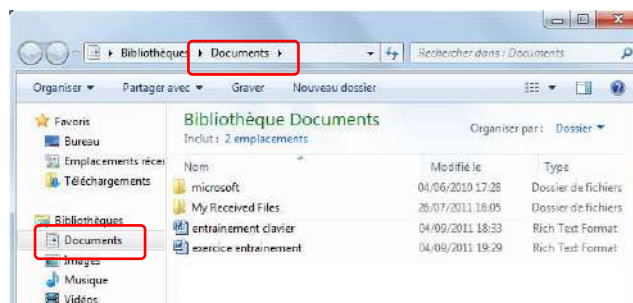 Bibliothèques Documents
Rechercher dans : Documents
Organiser Partager avec Graver Nouveau dossier
Favoris
Bureau
Emplacements récer
Téléchargements
Bibliothèques
Documents
Images
Musique
Vidéos
Bibliothèque Documents
Inclut : 2 emplacements
Organiser par : Dossier
Nom Modifié le Type
microsoft 04/06/2010 17:28 Dossier de fichiers
My Received Files 26/07/2011 16:05 Dossier de fichiers
entrainement clavier 04/09/2011 18:33 Rich Text Format
exercice entrainement 04/09/2011 19:29 Rich Text Format